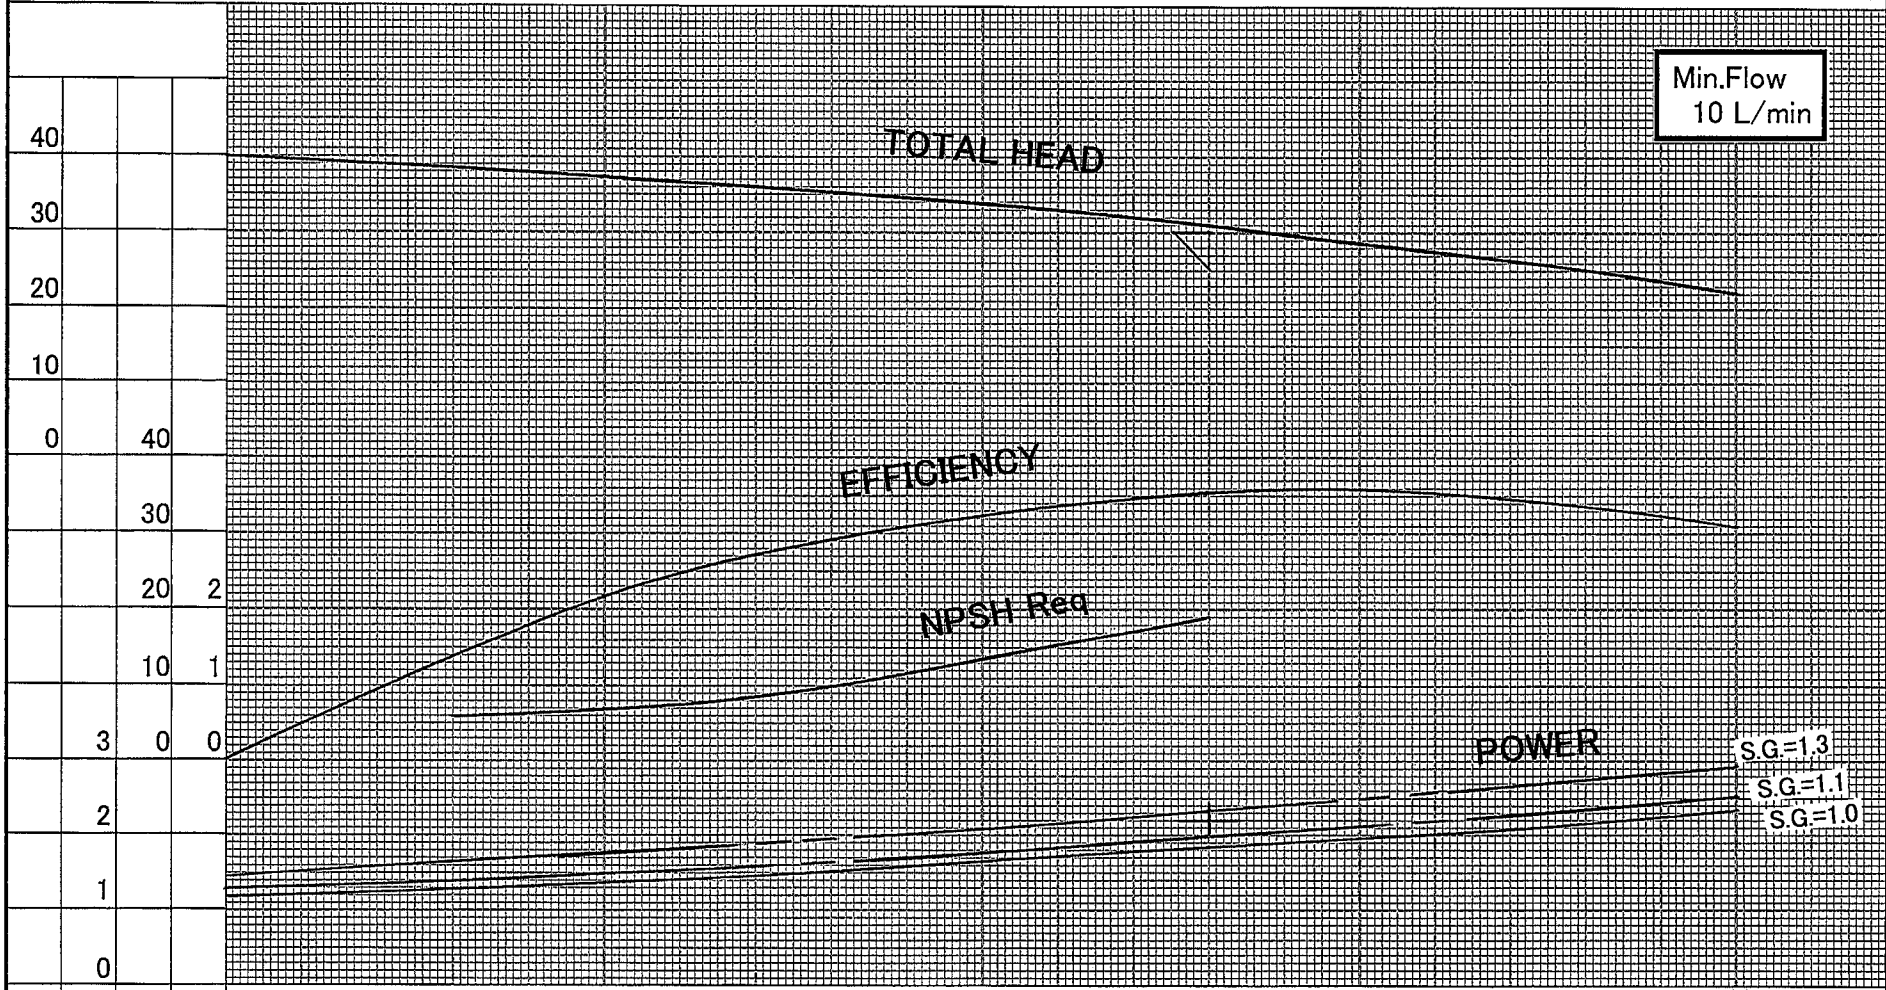 Min.Flow
10 L/min
TOTAL HEAD
40
30
20
10
0 40
EFFICIENCY
30
20 2
NPSH Req
10 1
3 0 0
POWER
S.G.=1.3
S.G.=1.1
2
S.G.=1.0
1
0